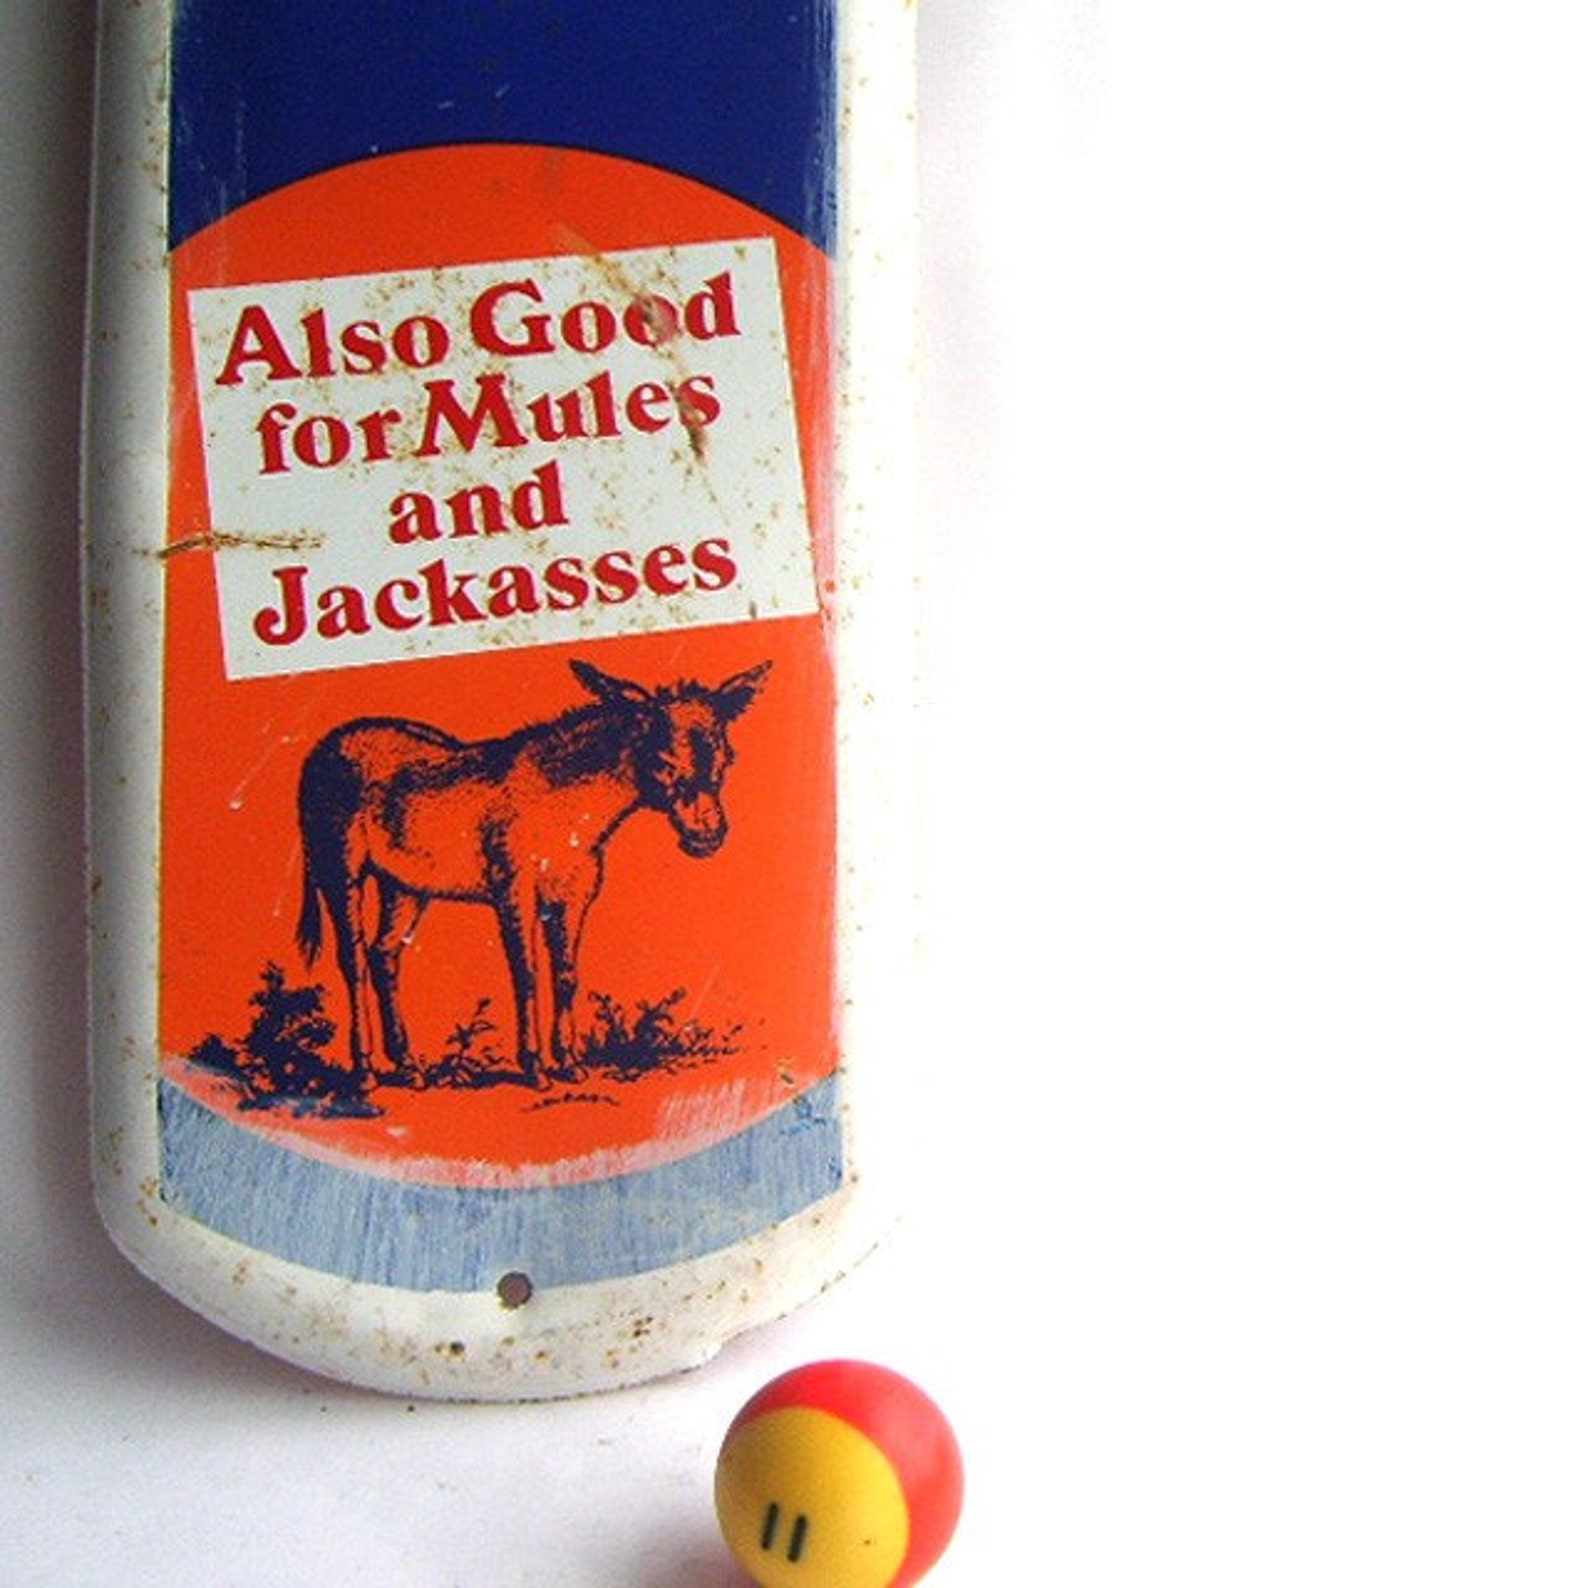 Also Good
for Mules
and
Jackasses
11